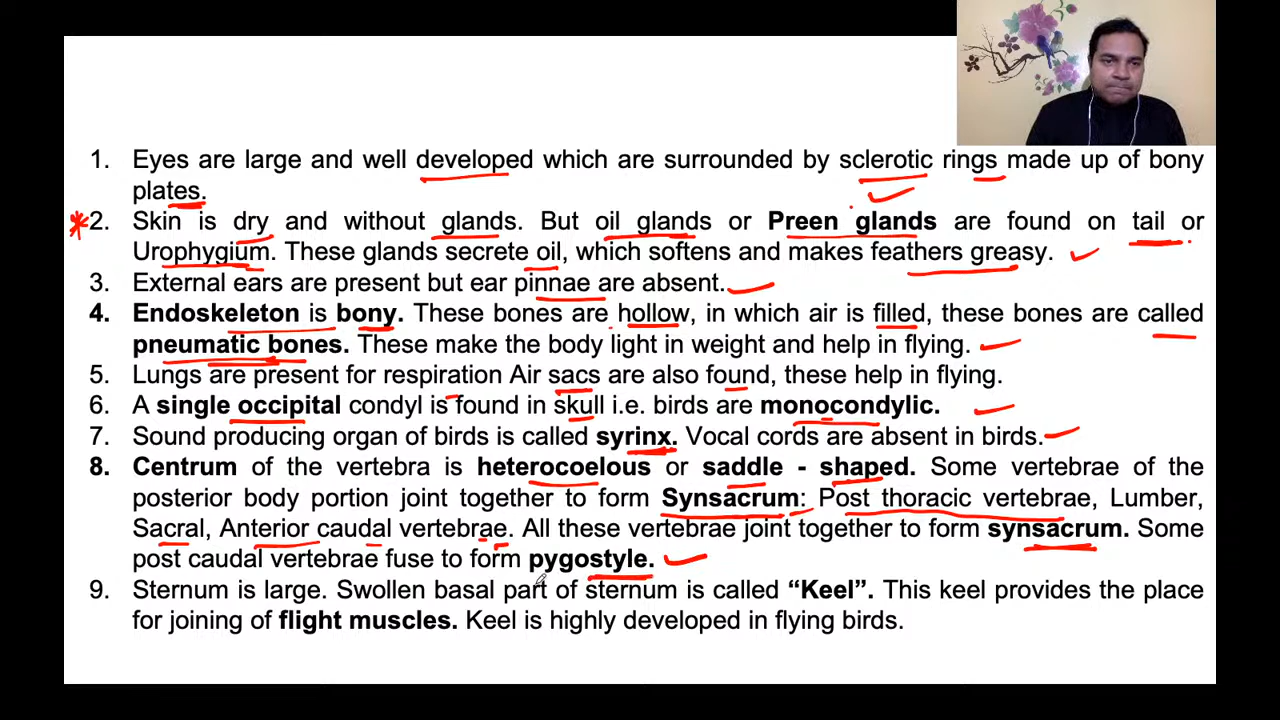 1. Eyes are large and well developed which are surrounded by sclerotic rings made up of bony
plates.
*2. Skin is dry and without glands. But oil glands or Preen glands are found on tail or
Urophygium. These glands secrete oil, which softens and makes feathers greasy.
3. External ears are present but ear pinnae are absent.
4. Endoskeleton is bony. These bones are hollow, in which air is filled, these bones are called
pneumatic bones. These make the body light in weight and help in flying.
5. Lungs are present for respiration Air sacs are also found, these help in flying.
6. A single occipital condyl is found in skull i.e. birds are monocondylic.
7. Sound producing organ of birds is called syrinx. Vocal cords are absent in birds.
8. Centrum of the vertebra is heterocoelous or saddle - shaped. Some vertebrae of the
posterior body portion joint together to form Synsacrum: Post thoracic vertebrae, Lumber,
Sacral, Anterior caudal vertebrae. All these vertebrae joint together to form synsacrum. Some
post caudal vertebrae fuse to form pygostyle.
9. Sternum is large. Swollen basal part of sternum is called “Keel”. This keel provides the place
for joining of flight muscles. Keel is highly developed in flying birds.